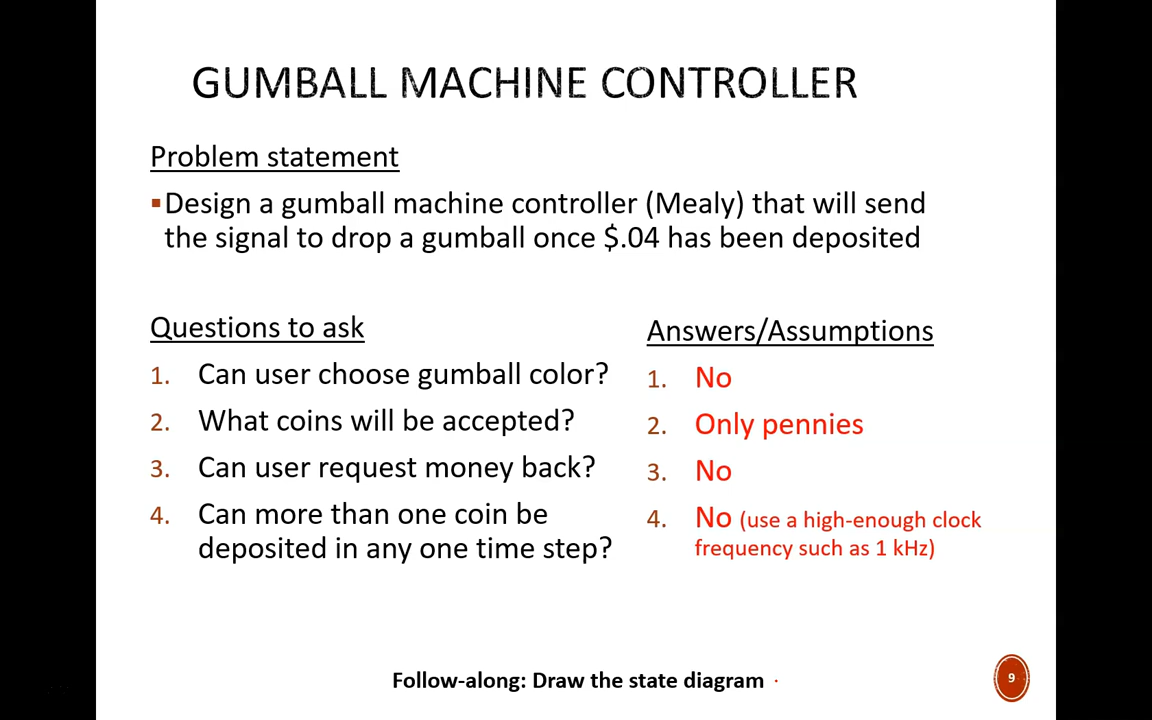 GUMBALL MACHINE CONTROLLER
Problem statement
▪Design a gumball machine controller (Mealy) that will send
the signal to drop a gumball once $.04 has been deposited
Questions to ask
1. Can user choose gumball color?
2. What coins will be accepted?
3. Can user request money back?
4. Can more than one coin be
deposited in any one time step?
Answers/Assumptions
1. No
2. Only pennies
3. No
4. No (use a high-enough clock
frequency such as 1 kHz)
Follow-along: Draw the state diagram
9